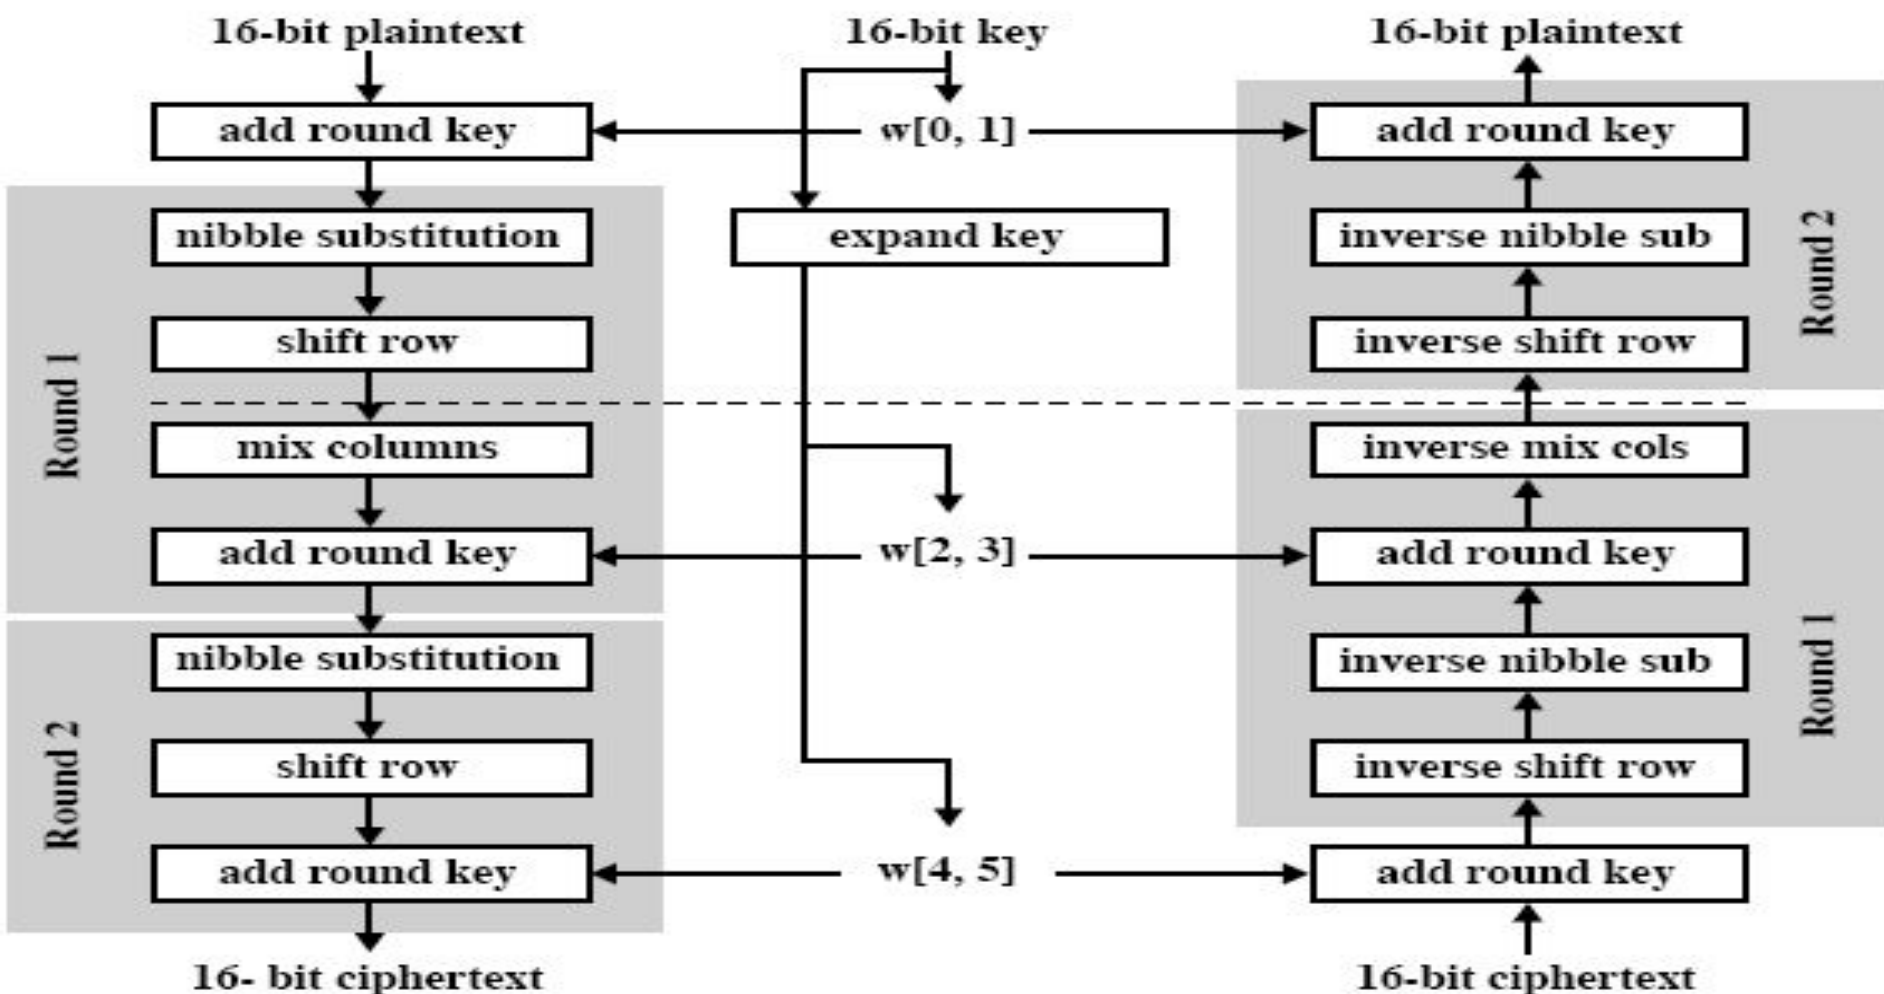 16-bit plaintext
add round key
nibble substitution
shift row
mix columns
add round key
nibble substitution
shift row
add round key
16- bit ciphertext
Round 1
Round 2
16-bit key
w[0, 1]
expand key
w[2, 3]
w[4, 5]
16-bit plaintext
add round key
inverse nibble sub
inverse shift row
inverse mix cols
add round key
inverse nibble sub
inverse shift row
add round key
16-bit ciphertext
Round 2
Round 1